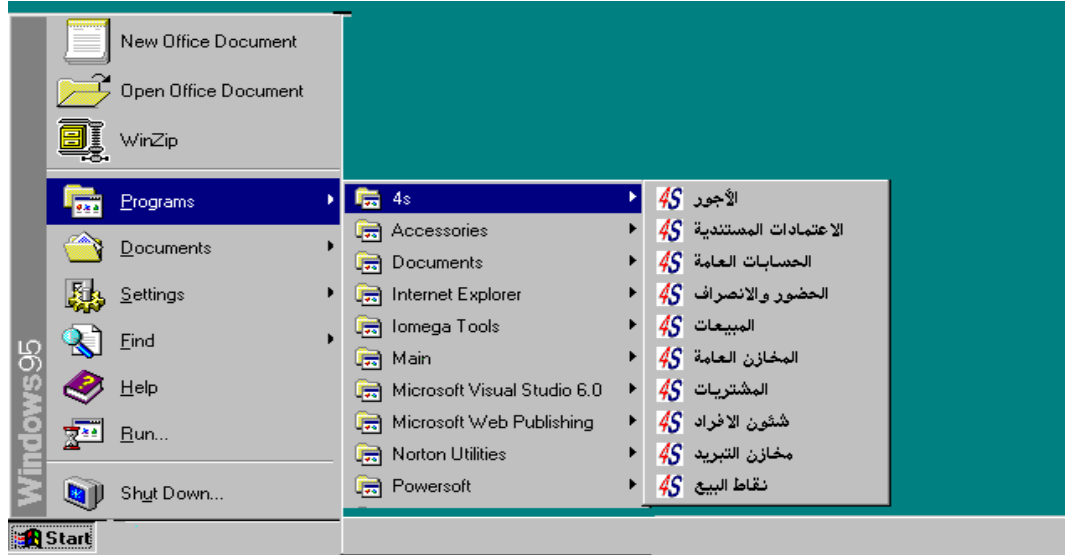 New Office Document
Open Office Document
WinZip
Programs
Documents
Settings
Find
Help
Run...
Shut Down...
Windows95
Start
4s
Accessories
Documents
Internet Explorer
Iomega Tools
Main
Microsoft Visual Studio 6.0
Microsoft Web Publishing
Norton Utilities
Powersoft
4S الأجور
4S الاعتمادات المستندية
4S الحسابات العامة
4S الحضور والانصراف
4S المبيعات
4S المخازن العامة
4S المشتريات
4S شئون الافراد
4S مخازن التبريد
4S نقاط البيع